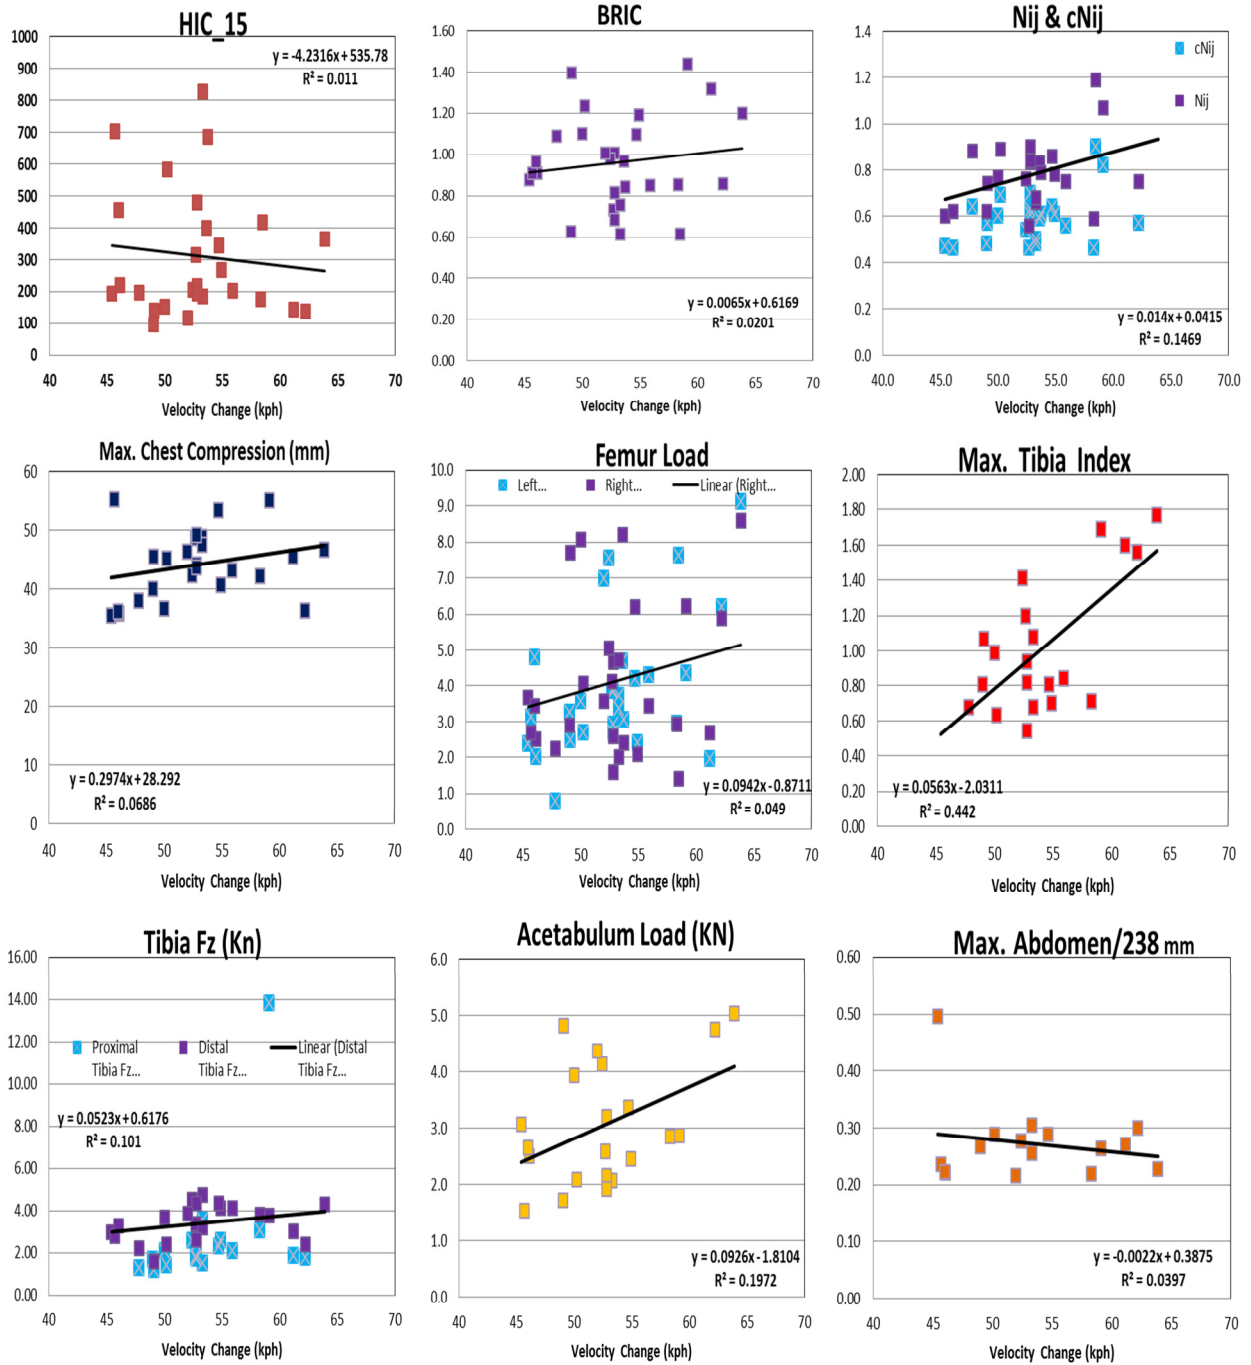 HIC_15
1000
900
800
700
600
500
400
300
200
100
0
y = -4.2316x + 535.78
R² = 0.011
40 45 50 55 60 65 70
Velocity Change (kph)
BRIC
1.60
1.40
1.20
1.00
0.80
0.60
0.40
0.20
0.00
y = 0.0065x + 0.6169
R² = 0.0201
40 45 50 55 60 65 70
Velocity Change (kph)
Nij & cNij
1.4
1.2
1.0
0.8
0.6
0.4
0.2
0.0
cNij
Nij
y = 0.014x + 0.0415
R² = 0.1469
40.0 45.0 50.0 55.0 60.0 65.0 70.0
Velocity Change (kph)
Max. Chest Compression (mm)
60
50
40
30
20
10
0
y = 0.2974x + 28.292
R² = 0.0686
40 45 50 55 60 65 70
Velocity Change (kph)
Femur Load
10.0
9.0
8.0
7.0
6.0
5.0
4.0
3.0
2.0
1.0
0.0
Left... Right... Linear (Right...
y = 0.0942x - 0.8711
R² = 0.049
40 45 50 55 60 65 70
Velocity Change (kph)
Max. Tibia Index
2.00
1.80
1.60
1.40
1.20
1.00
0.80
0.60
0.40
0.20
0.00
y = 0.0563x - 2.0311
R² = 0.442
40 45 50 55 60 65 70
Velocity Change (kph)
Tibia Fz (Kn)
16.00
14.00
12.00
10.00
8.00
6.00
4.00
2.00
0.00
Proximal Distal Linear (Distal
Tibia Fz... Tibia Fz... Tibia Fz...
y = 0.0523x + 0.6176
R² = 0.101
40 45 50 55 60 65 70
Velocity Change (kph)
Acetabulum Load (KN)
6.0
5.0
4.0
3.0
2.0
1.0
0.0
y = 0.0926x - 1.8104
R² = 0.1972
40 45 50 55 60 65 70
Velocity Change (kph)
Max. Abdomen/238 mm
0.60
0.50
0.40
0.30
0.20
0.10
0.00
y = -0.0022x + 0.3875
R² = 0.0397
40 45 50 55 60 65 70
Velocity Change (kph)